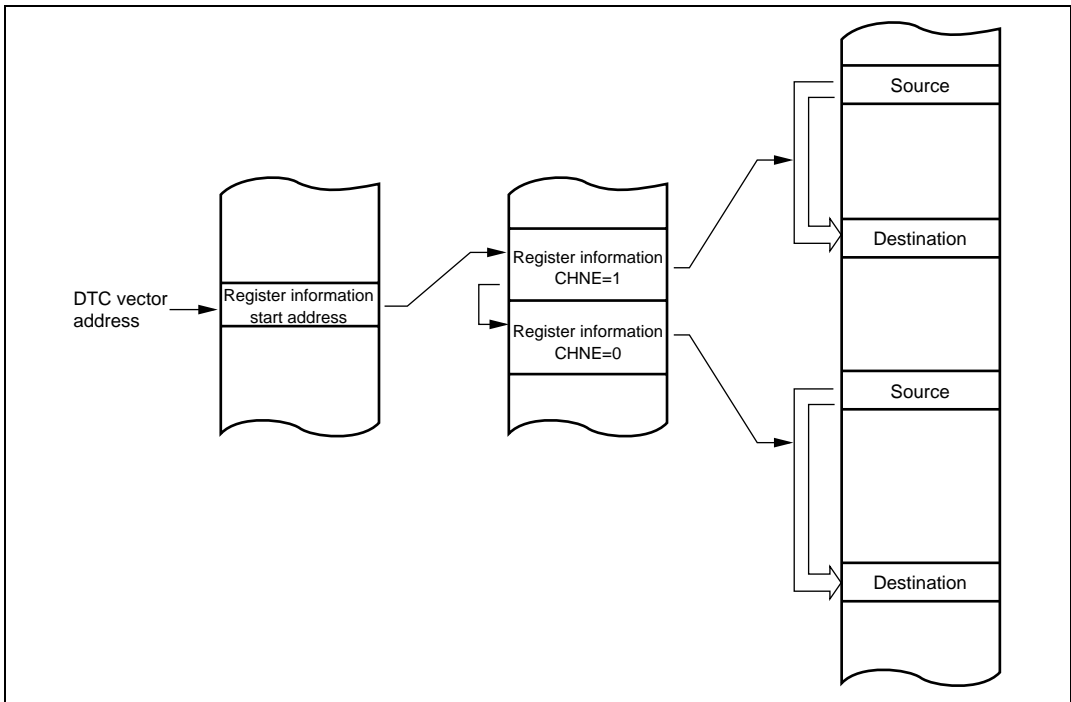 DTC vector
address
Register information
start address
Register information
CHNE=1
Register information
CHNE=0
Source
Destination
Source
Destination